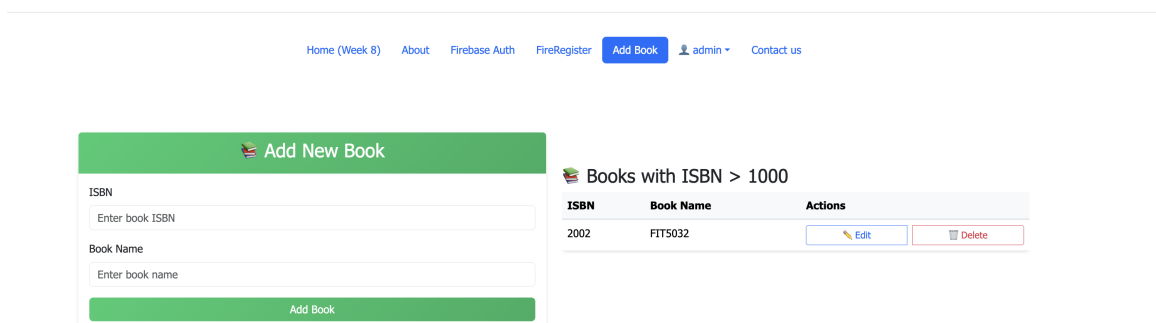 Home (Week 8) About Firebase Auth FireRegister Add Book 👤 admin Contact us
📚 Add New Book
ISBN
Enter book ISBN
Book Name
Enter book name
Add Book
📚 Books with ISBN > 1000
ISBN Book Name Actions
2002 FIT5032 ✏️ Edit 🗑️ Delete